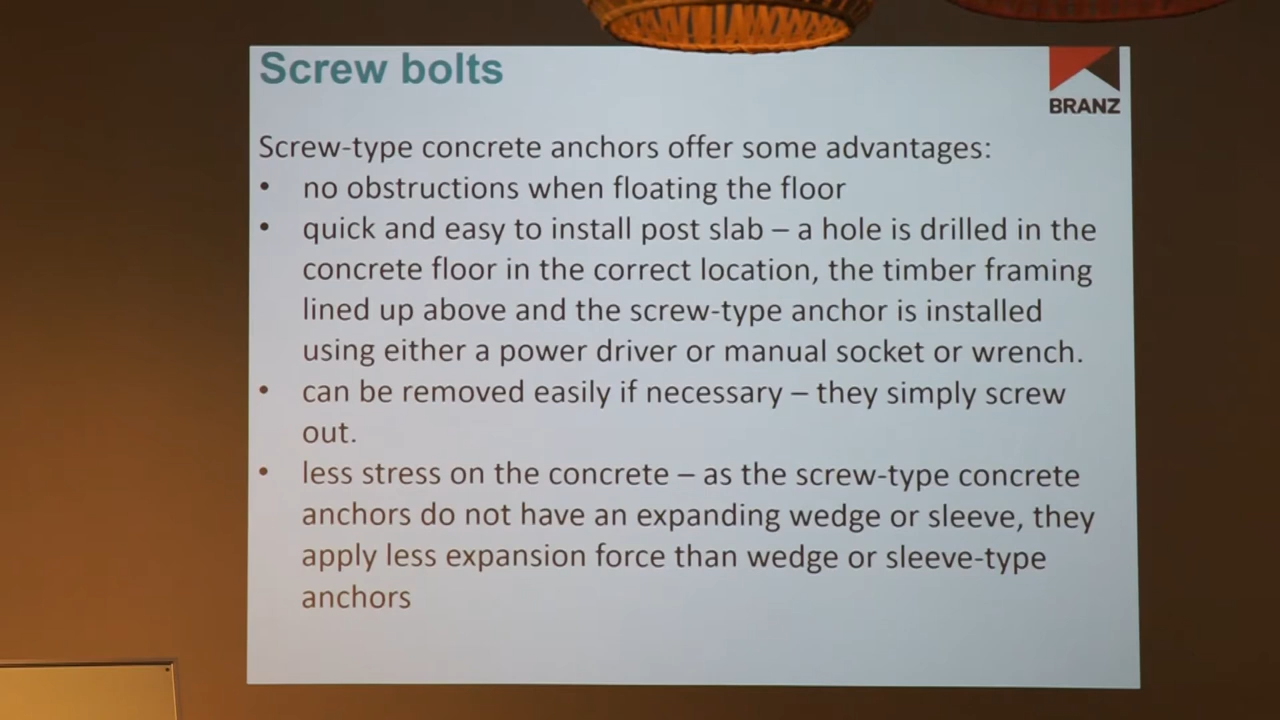 Screw bolts
BRANZ
Screw-type concrete anchors offer some advantages:
• no obstructions when floating the floor
• quick and easy to install post slab – a hole is drilled in the
concrete floor in the correct location, the timber framing
lined up above and the screw-type anchor is installed
using either a power driver or manual socket or wrench.
• can be removed easily if necessary – they simply screw
out.
• less stress on the concrete – as the screw-type concrete
anchors do not have an expanding wedge or sleeve, they
apply less expansion force than wedge or sleeve-type
anchors